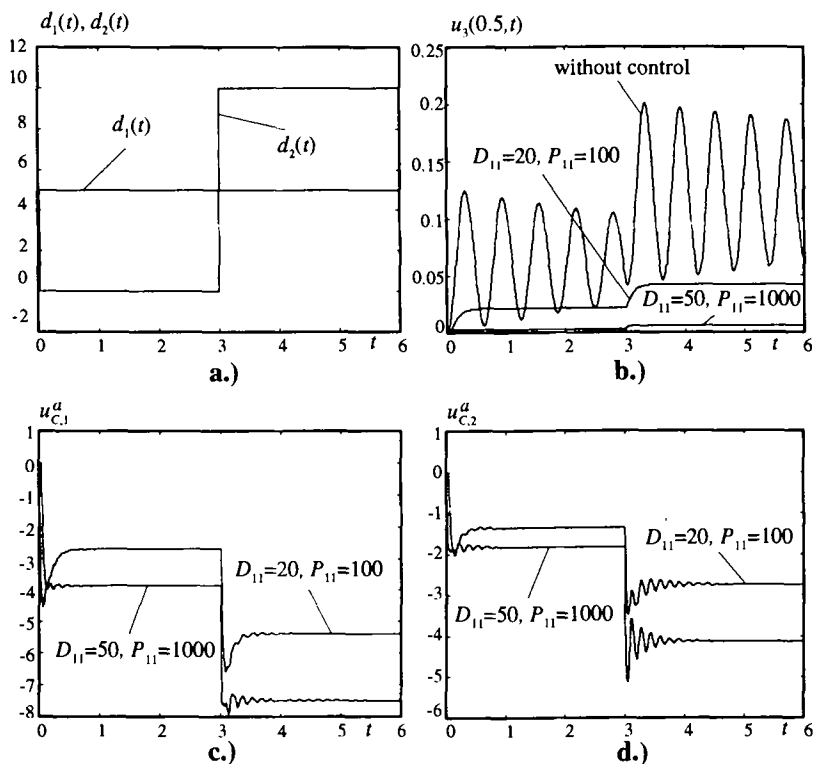 d₁(t), d₂(t)
12
10
8
6
4
2
0
-2
d₁(t)
d₂(t)
0 1 2 3 4 5 t 6
a.)
u₃(0.5,t)
0.25
0.2
0.15
0.1
0.05
0
without control
D₁₁=20, P₁₁=100
D₁₁=50, P₁₁=1000
0 1 2 3 4 5 t 6
b.)
uᵃ_C,1
1
0
-1
-2
-3
-4
-5
-6
-7
-8
D₁₁=20, P₁₁=100
D₁₁=50, P₁₁=1000
0 1 2 3 4 5 t 6
c.)
uᵃ_C,2
1
0
-1
-2
-3
-4
-5
-6
D₁₁=20, P₁₁=100
D₁₁=50, P₁₁=1000
0 1 2 3 4 5 t 6
d.)